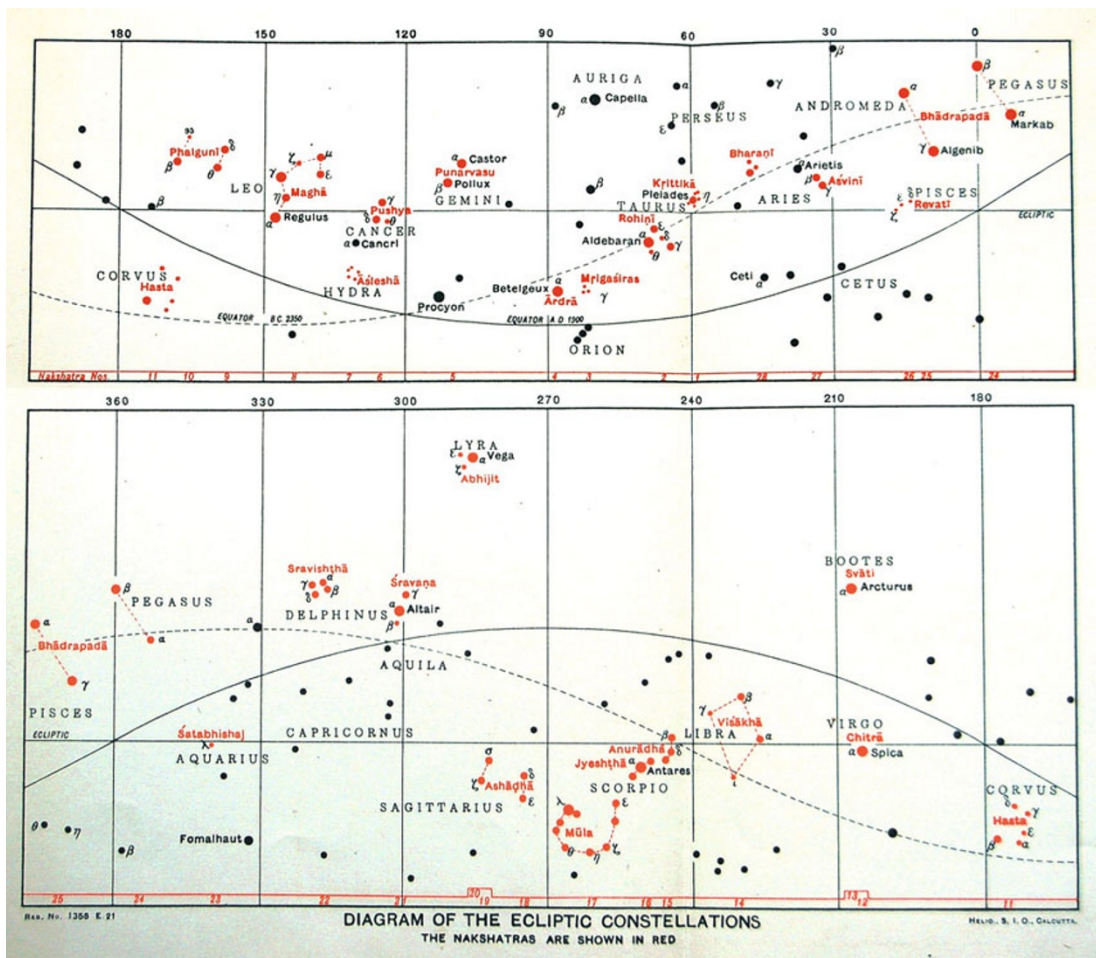 180 150 120 90 60 30 0
β
AURIGA
α Capella
β
α
PERSEUS
β
ε
γ
ANDROMEDA
α
β
PEGASUS
Bhādrapadā
α
Markab
γ Algenib
93
Phalgunī
β
δ
θ
ζ
μ
ε
γ
LEO
η Maghā
α Regulus
α Castor
Punarvasu
β Pollux
GEMINI
γ
Pushya
δ θ
CANCER
α Cancri
Bharaṇī
Kṛittikā
Pleiades η
TAURUS
Rohiṇī
ε
α δ
Aldebaran γ
θ
α
Arietis
β Aśvinī
γ
ARIES
δ PISCES
ε Revatī
ζ
ECLIPTIC
CORVUS
Hasta
Āśleshā
HYDRA
Procyon
α
Betelgeux
Ārdrā
Mṛigaśiras
γ
Ceti
α
CETUS
EQUATOR B.C. 2350
EQUATOR A.D 1900
ORION
Nakshatra Nos. 11 10 9 8 7 6 5 4 3 2 1 28 27 26 25 24
360 330 300 270 240 210 180
LYRA
ε Vega
α
ζ
Abhijit
BOOTES
Svāti
α Arcturus
Sravishṭhā
γ α
δ β
DELPHINUS
Śravaṇa
γ
α Altair
β
β
PEGASUS
α
α
α
Bhādrapadā
γ
AQUILA
PISCES
ECLIPTIC
Śatabhishaj
λ
AQUARIUS
CAPRICORNUS
γ β
Viśākhā
α
ι
LIBRA
β
Anurādhā δ
Jyeshṭhā α
Antares
SCORPIO
VIRGO
Chitrā
α Spica
σ
ζ Ashāḍhā δ
ε
SAGITTARIUS
λ
Mūla
ε
θ η ζ
CORVUS
δ γ
Hasta
ε
β α
θ η
β
Fomalhaut
25 24 23 22 21 20 19 18 17 16 15 14 13 12 11
REG. No. 1356 E. 21
DIAGRAM OF THE ECLIPTIC CONSTELLATIONS
HELIO., S. I. O., CALCUTTA.
THE NAKSHATRAS ARE SHOWN IN RED